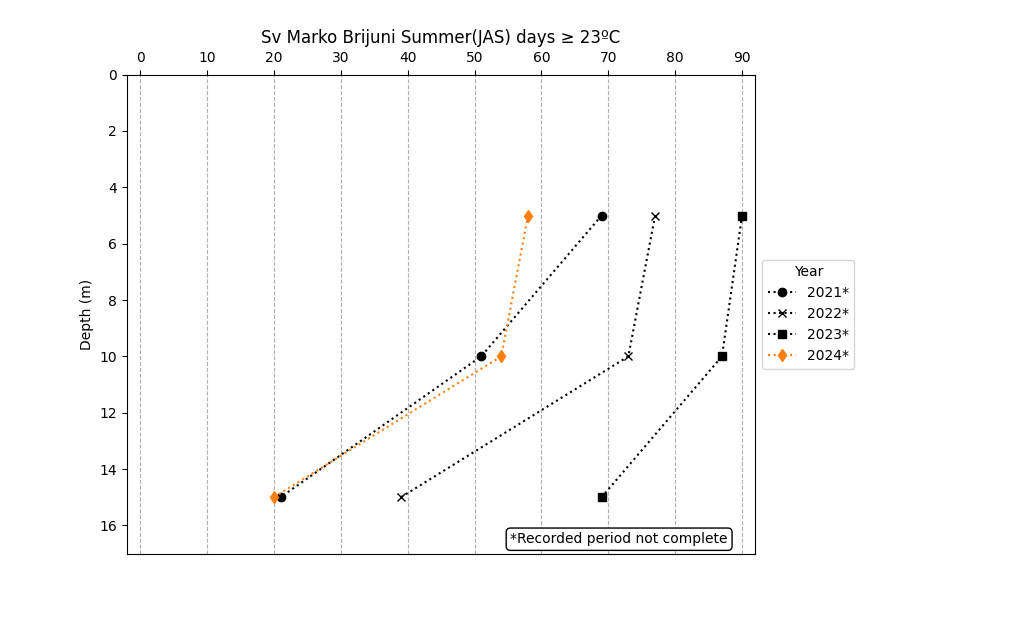 Sv Marko Brijuni Summer(JAS) days ≥ 23ºC
0 10 20 30 40 50 60 70 80 90
0
2
4
6
8
10
12
14
16
Depth (m)
Year
2021*
2022*
2023*
2024*
*Recorded period not complete